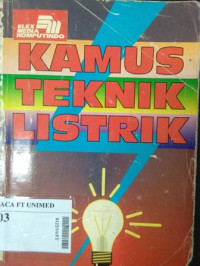 ELEX
MEDIA
KOMPUTINDO
KAMUS
TEKNIK
LISTRIK
BACA FT UNIMED
03